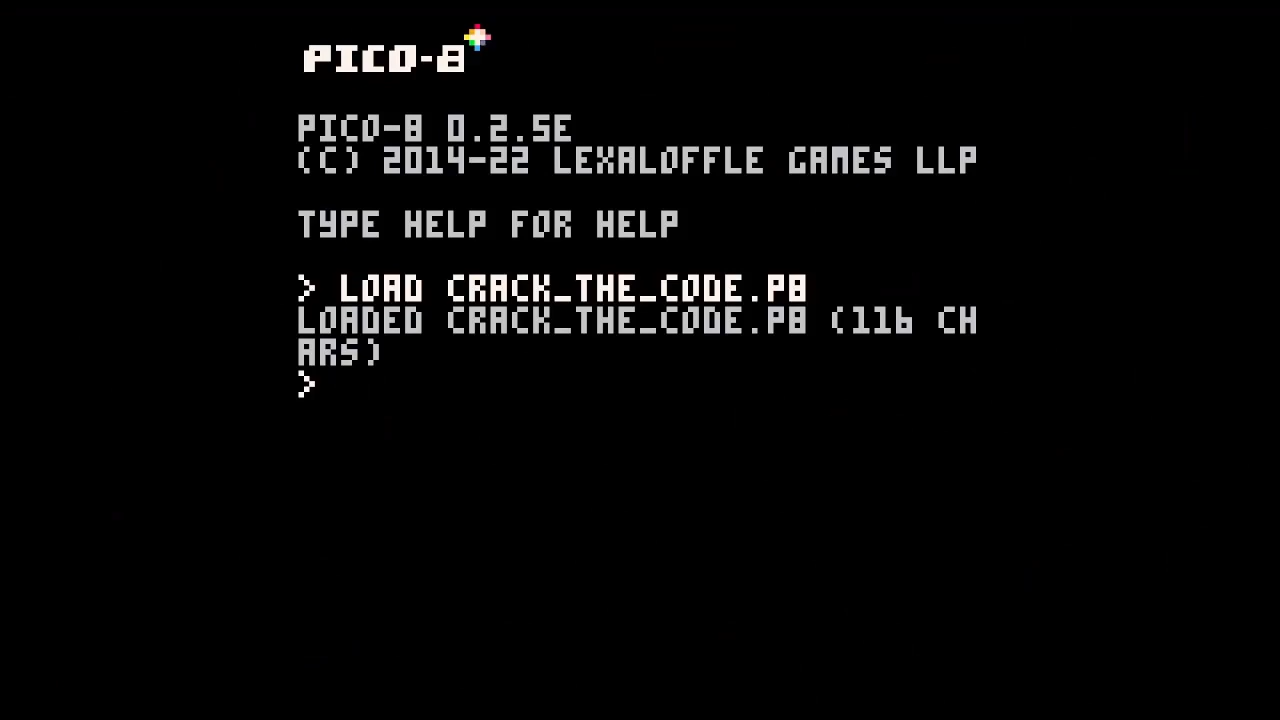 PICO-8
PICO-8 0.2.5E
(C) 2014-22 LEXALOFFLE GAMES LLP
TYPE HELP FOR HELP
> LOAD CRACK_THE_CODE.P8
LOADED CRACK_THE_CODE.P8 (116 CH
ARS)
>